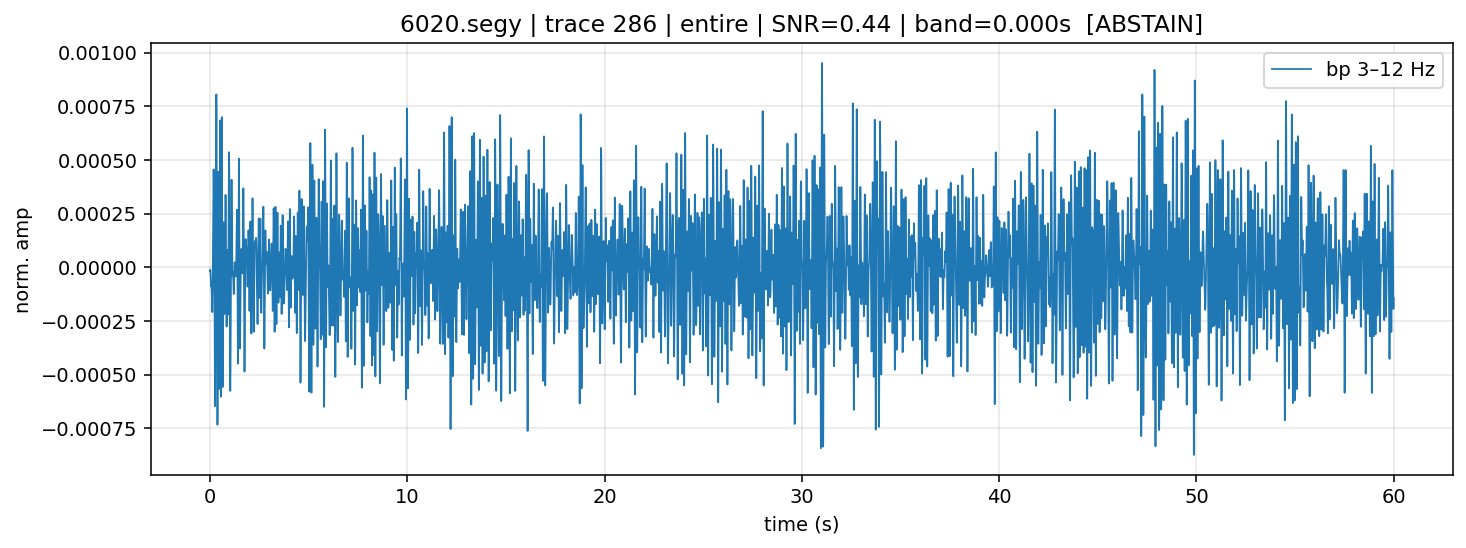 6020.segy | trace 286 | entire | SNR=0.44 | band=0.000s [ABSTAIN]
bp 3–12 Hz
norm. amp
0.00100
0.00075
0.00050
0.00025
0.00000
−0.00025
−0.00050
−0.00075
0 10 20 30 40 50 60
time (s)